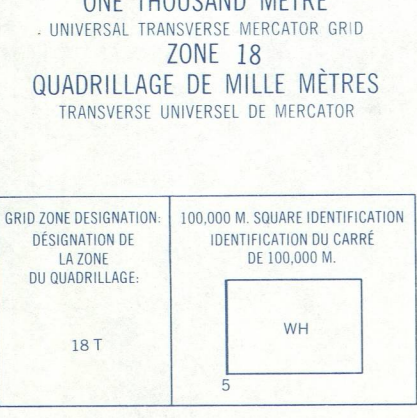 ONE THOUSAND METRE
UNIVERSAL TRANSVERSE MERCATOR GRID
ZONE 18
QUADRILLAGE DE MILLE MÈTRES
TRANSVERSE UNIVERSEL DE MERCATOR
GRID ZONE DESIGNATION:
DÉSIGNATION DE
LA ZONE
DU QUADRILLAGE:
18 T
100,000 M. SQUARE IDENTIFICATION
IDENTIFICATION DU CARRÉ
DE 100,000 M.
WH
5